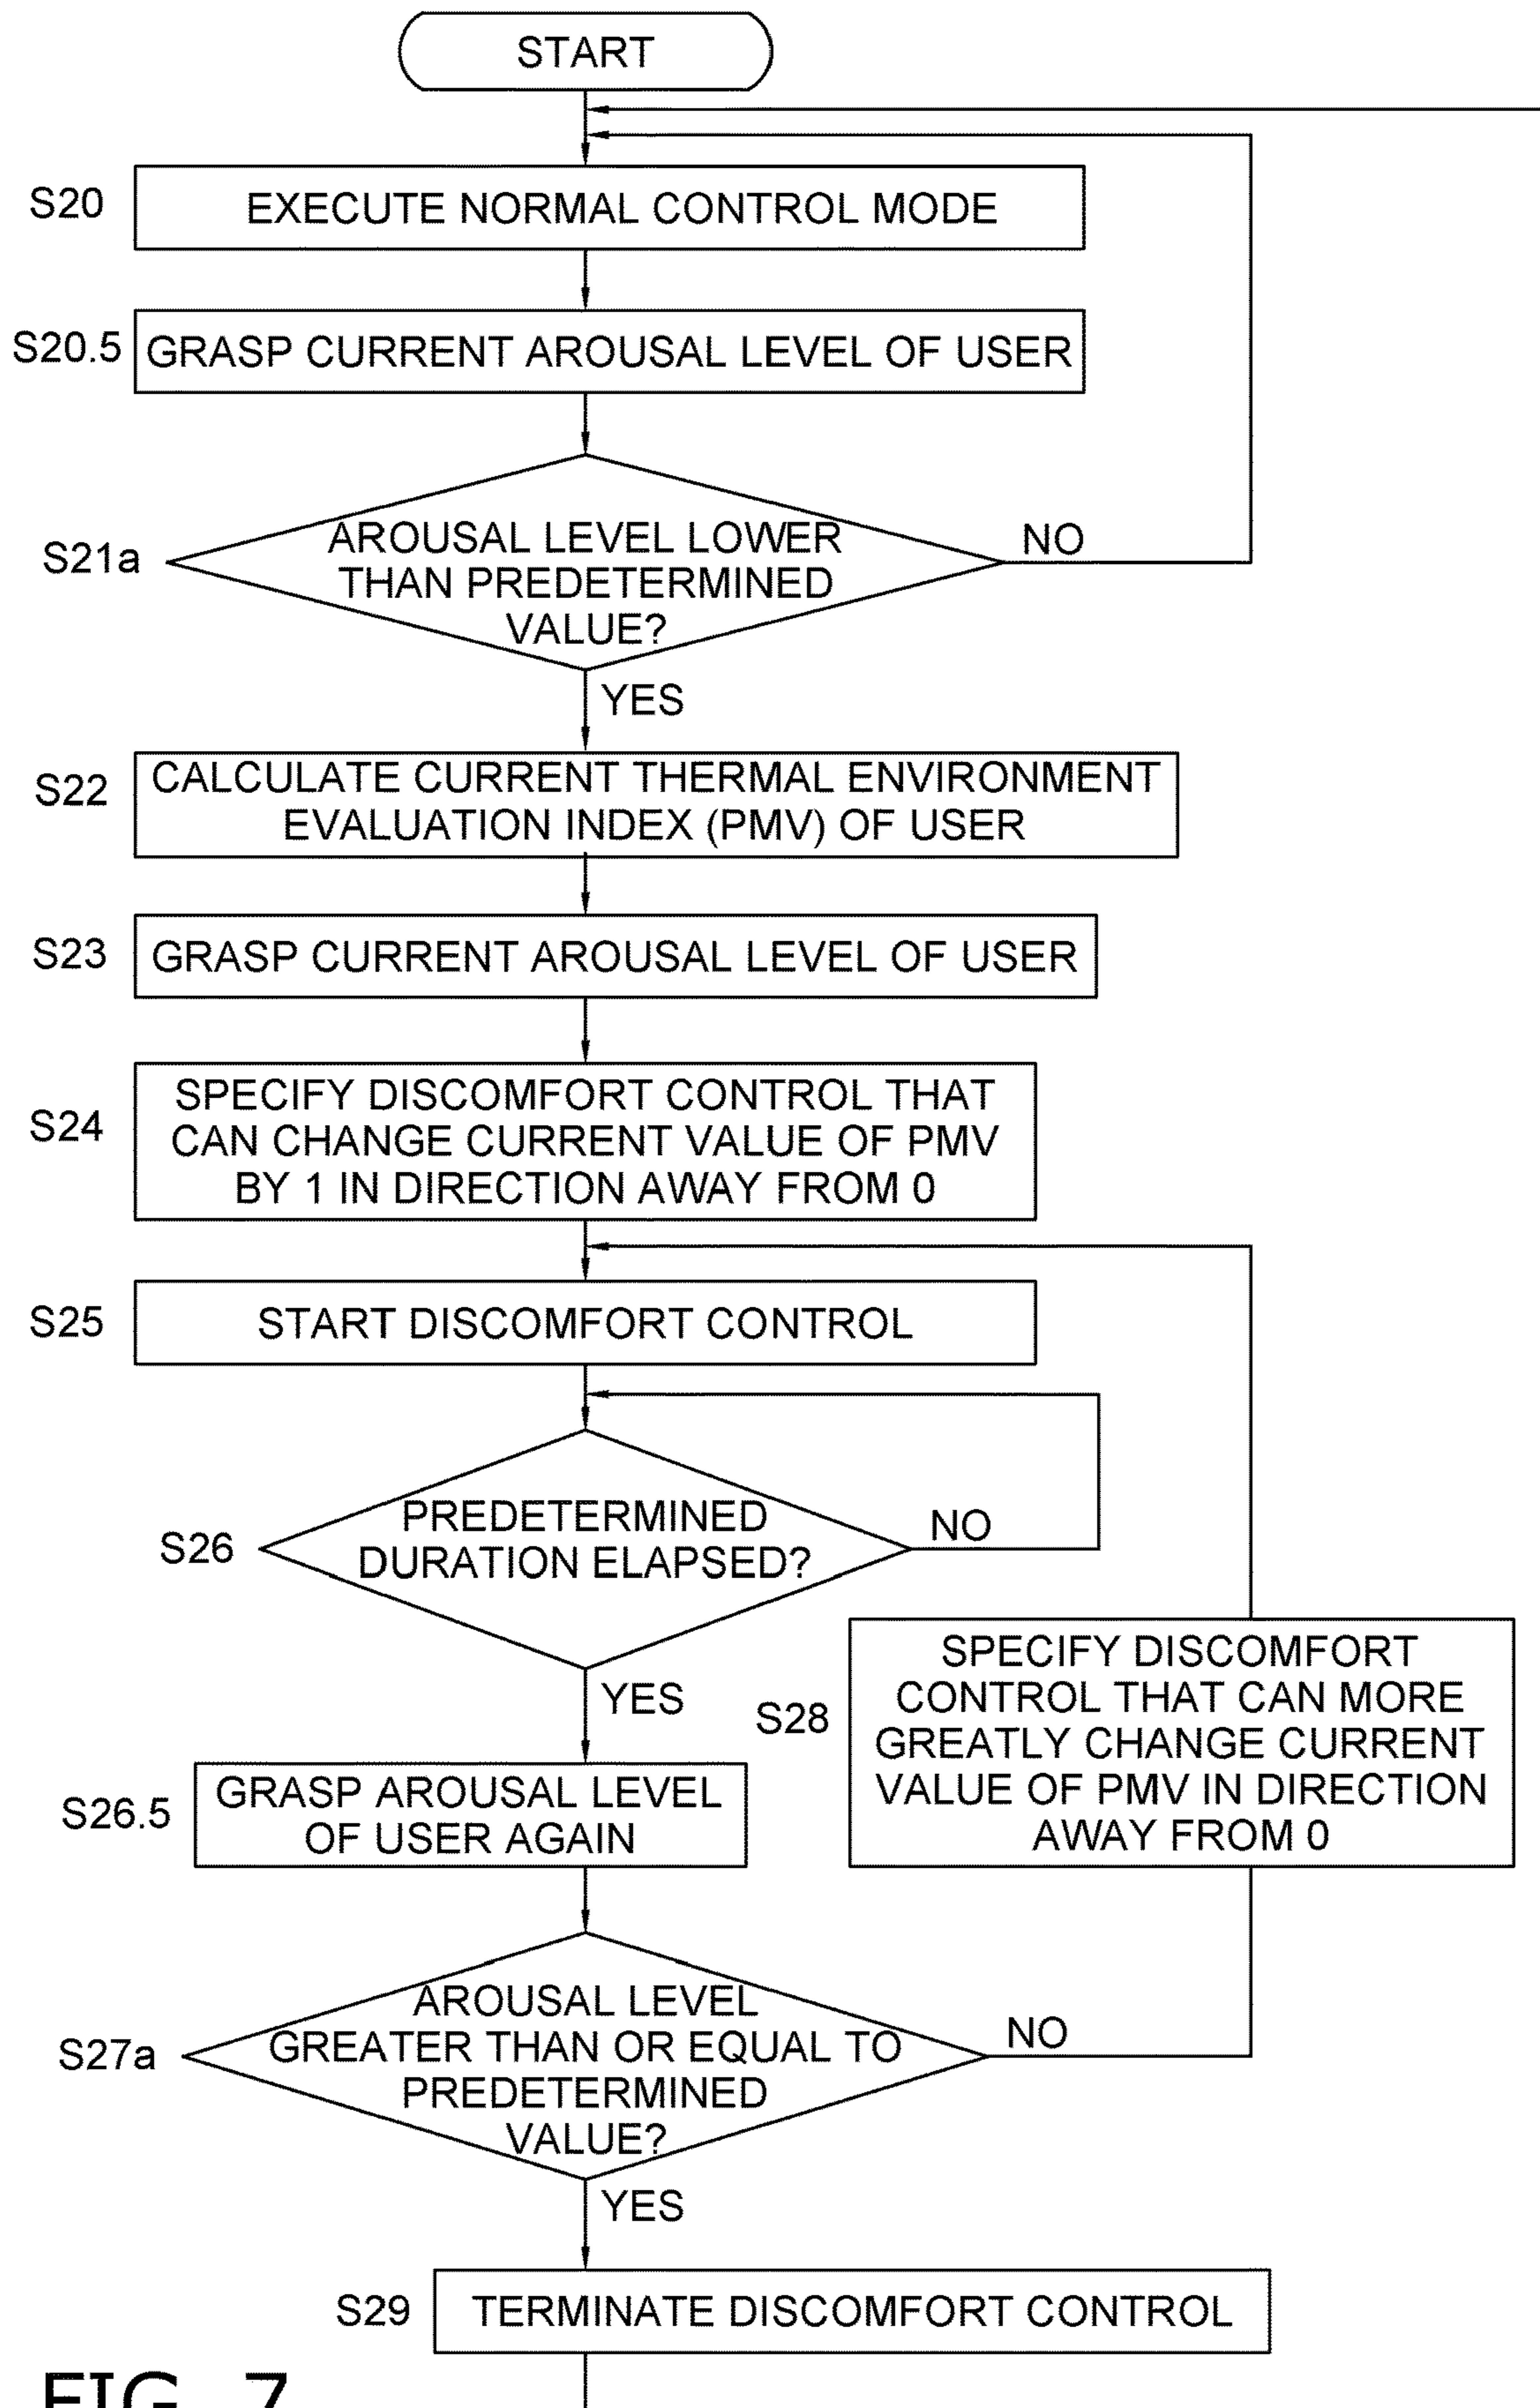 START
S20
EXECUTE NORMAL CONTROL MODE
S20.5
GRASP CURRENT AROUSAL LEVEL OF USER
S21a
AROUSAL LEVEL LOWER
THAN PREDETERMINED
VALUE?
NO
YES
S22
CALCULATE CURRENT THERMAL ENVIRONMENT
EVALUATION INDEX (PMV) OF USER
S23
GRASP CURRENT AROUSAL LEVEL OF USER
S24
SPECIFY DISCOMFORT CONTROL THAT
CAN CHANGE CURRENT VALUE OF PMV
BY 1 IN DIRECTION AWAY FROM 0
S25
START DISCOMFORT CONTROL
S26
PREDETERMINED
DURATION ELAPSED?
NO
YES
S28
SPECIFY DISCOMFORT
CONTROL THAT CAN MORE
GREATLY CHANGE CURRENT
VALUE OF PMV IN DIRECTION
AWAY FROM 0
S26.5
GRASP AROUSAL LEVEL
OF USER AGAIN
S27a
AROUSAL LEVEL
GREATER THAN OR EQUAL TO
PREDETERMINED
VALUE?
NO
YES
S29
TERMINATE DISCOMFORT CONTROL
FIG. 7